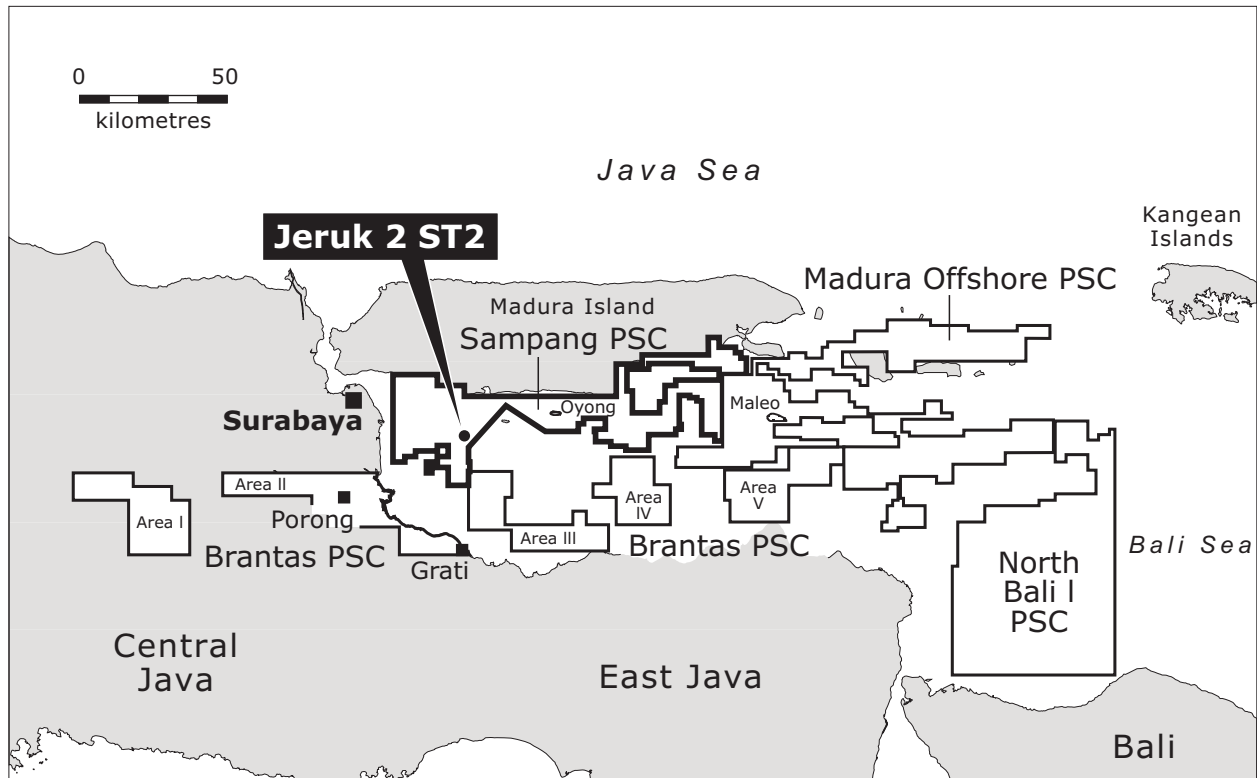 0 50
kilometres
Java Sea
Kangean
Islands
Jeruk 2 ST2
Madura Offshore PSC
Madura Island
Sampang PSC
Oyong
Maleo
Surabaya
Area II
Area I
Porong
Area
IV
Area
V
Area III
Brantas PSC
Brantas PSC
Grati
Bali Sea
North
Bali I
PSC
Central
Java
East Java
Bali